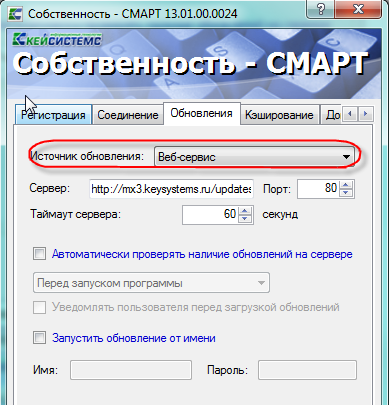 Собственность - СМАРТ 13.01.00.0024
КЕЙСИСТЕМС
Собственность - СМАРТ
Регистрация Соединение Обновления Кэширование До
Источник обновления: Веб-сервис
Сервер: http://mx3.keysystems.ru/updates Порт: 80
Таймаут сервера: 60 секунд
Автоматически проверять наличие обновлений на сервере
Перед запуском программы
Уведомлять пользователя перед загрузкой обновлений
Запустить обновление от имени
Имя: Пароль: